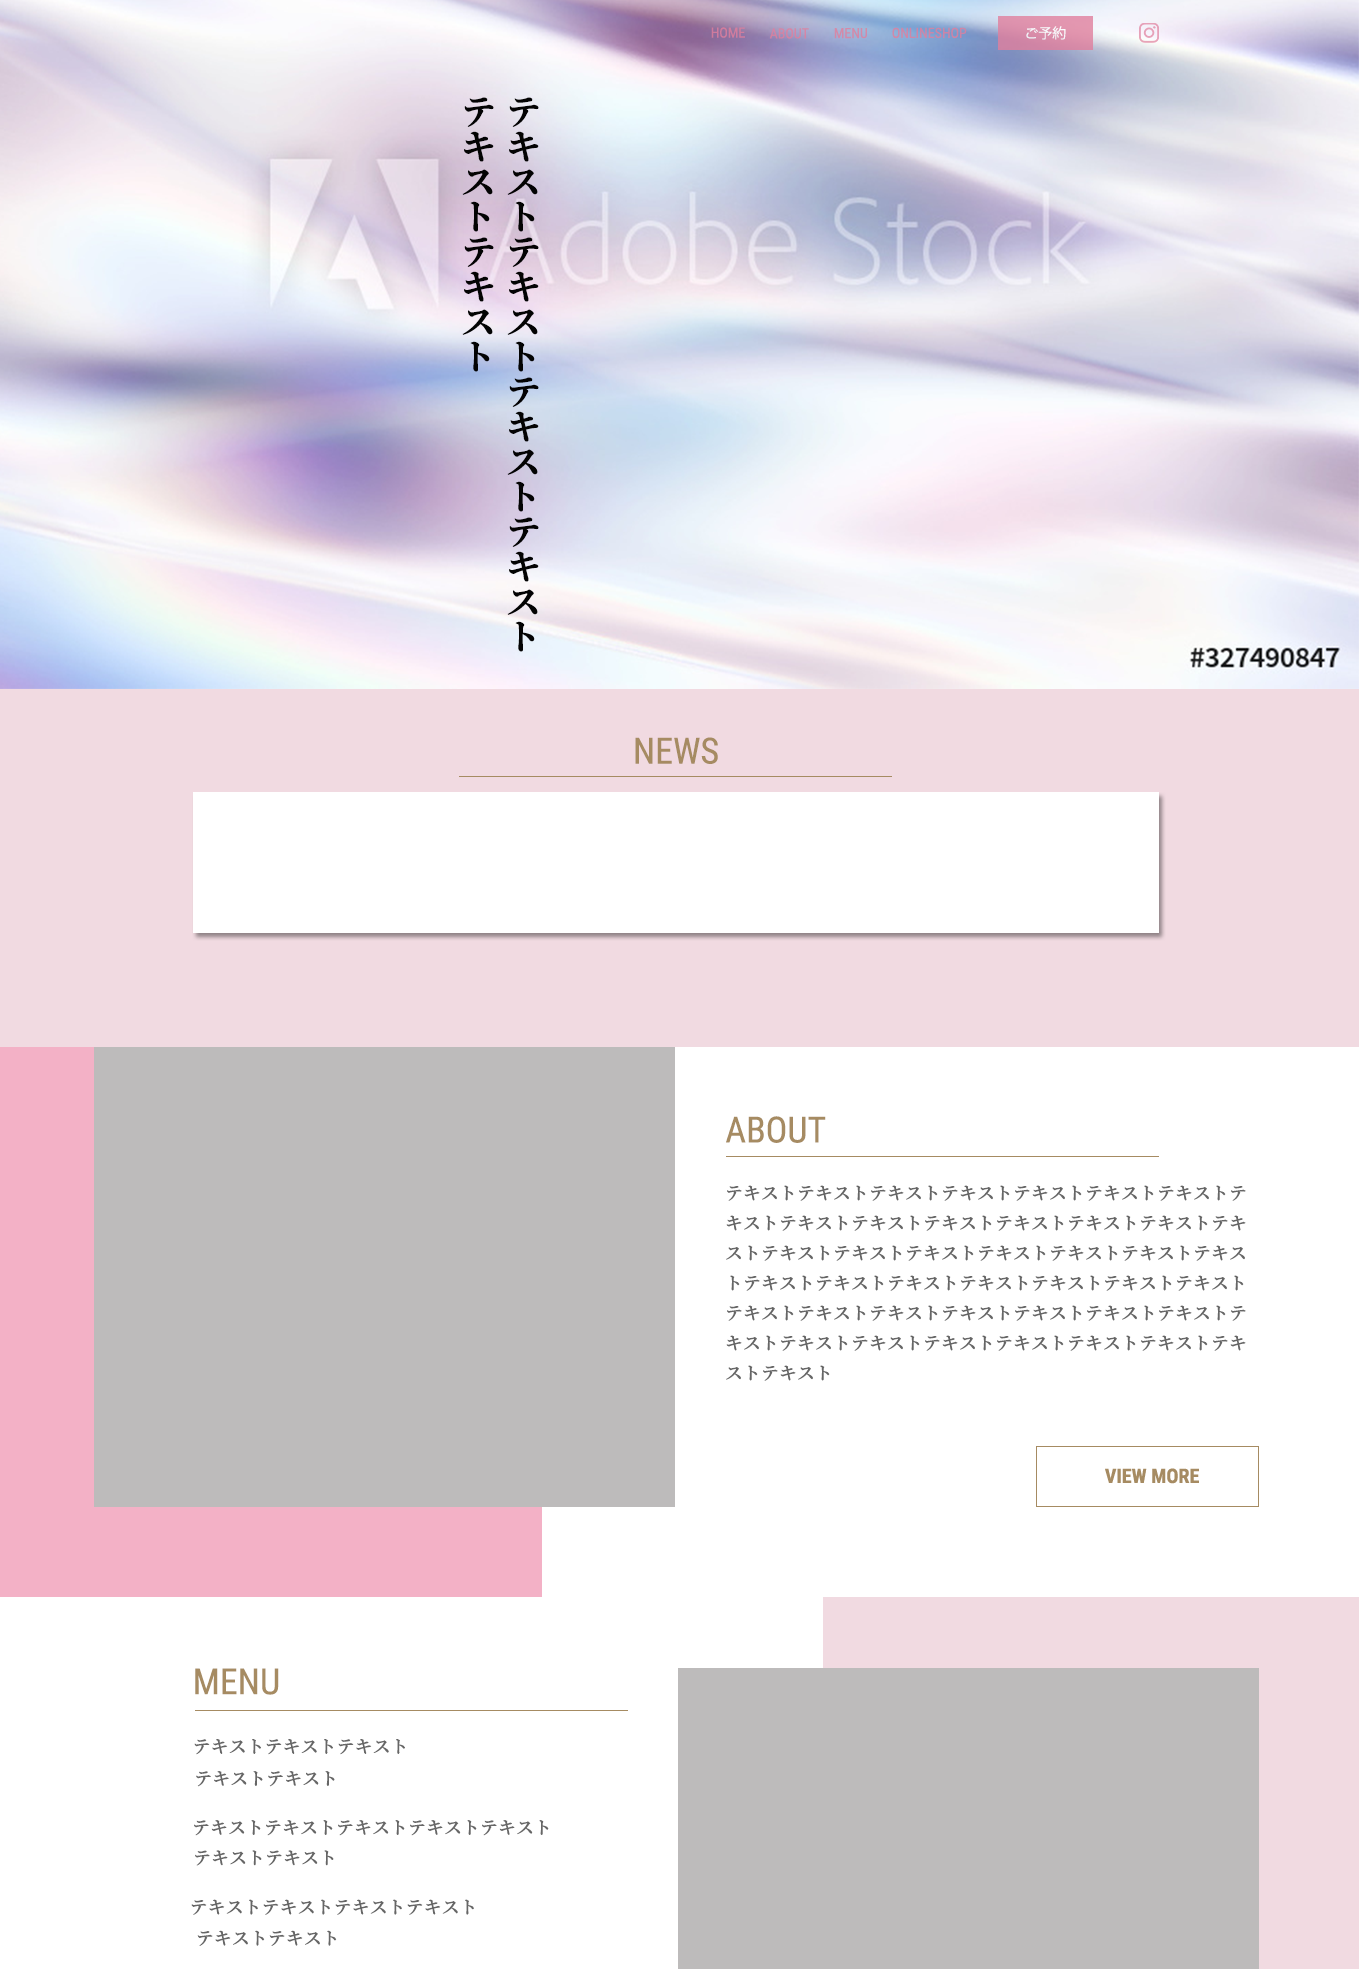 HOME ABOUT MENU ONLINESHOP ご予約
テキストテキストテキストテキスト
テキストテキスト
Adobe Stock
#327490847
NEWS
ABOUT
テキストテキストテキストテキストテキストテキストテキストテ
キストテキストテキストテキストテキストテキストテキストテキ
ストテキストテキストテキストテキストテキストテキストテキス
トテキストテキストテキストテキストテキストテキストテキスト
テキストテキストテキストテキストテキストテキストテキストテ
キストテキストテキストテキストテキストテキストテキストテキ
ストテキスト
VIEW MORE
MENU
テキストテキストテキスト
テキストテキスト
テキストテキストテキストテキストテキスト
テキストテキスト
テキストテキストテキストテキスト
テキストテキスト